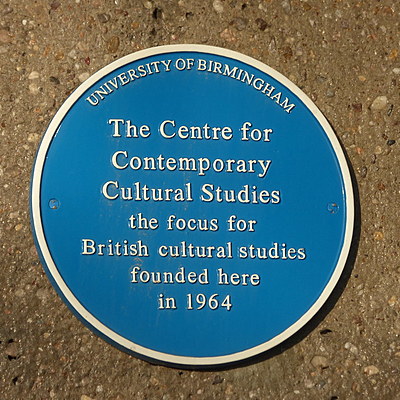 UNIVERSITY OF BIRMINGHAM
The Centre for
Contemporary
Cultural Studies
the focus for
British cultural studies
founded here
in 1964